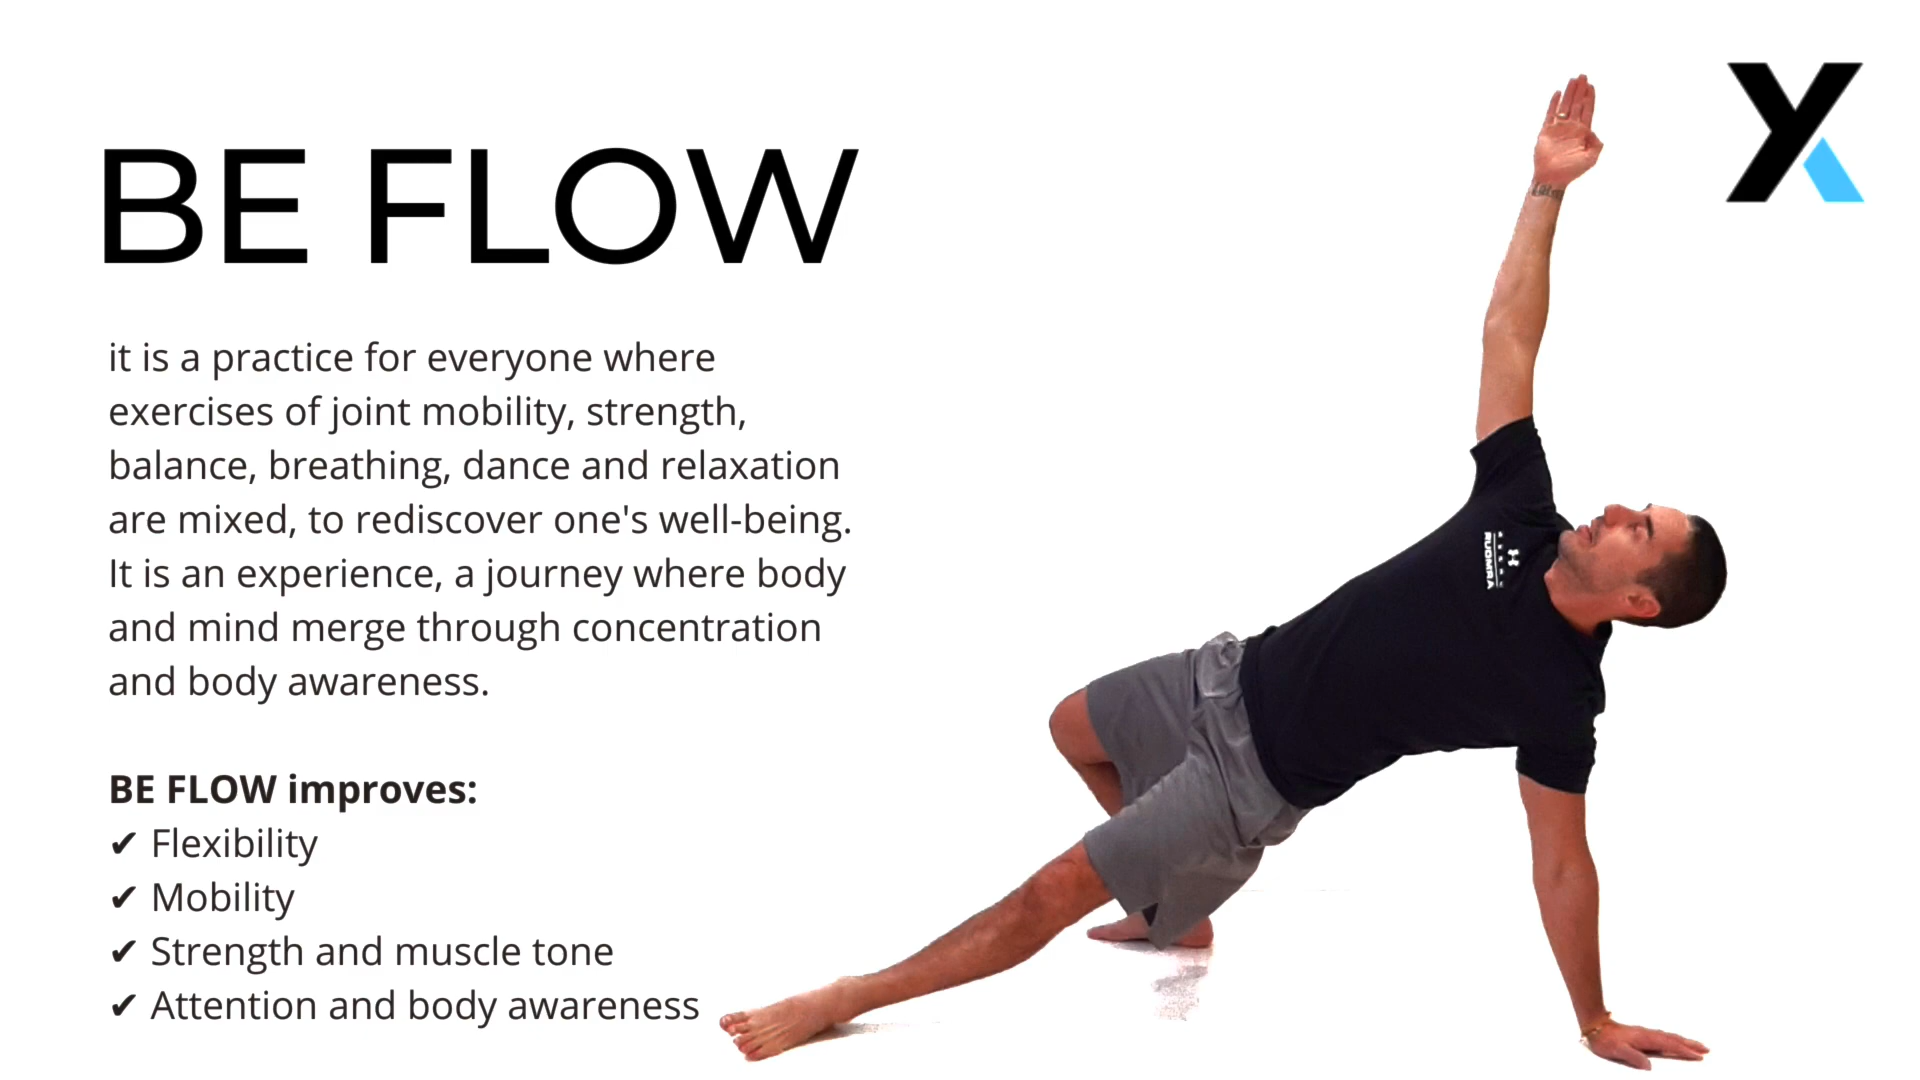 BE FLOW
it is a practice for everyone where
exercises of joint mobility, strength,
balance, breathing, dance and relaxation
are mixed, to rediscover one's well-being.
It is an experience, a journey where body
and mind merge through concentration
and body awareness.
BE FLOW improves:
✔ Flexibility
✔ Mobility
✔ Strength and muscle tone
✔ Attention and body awareness